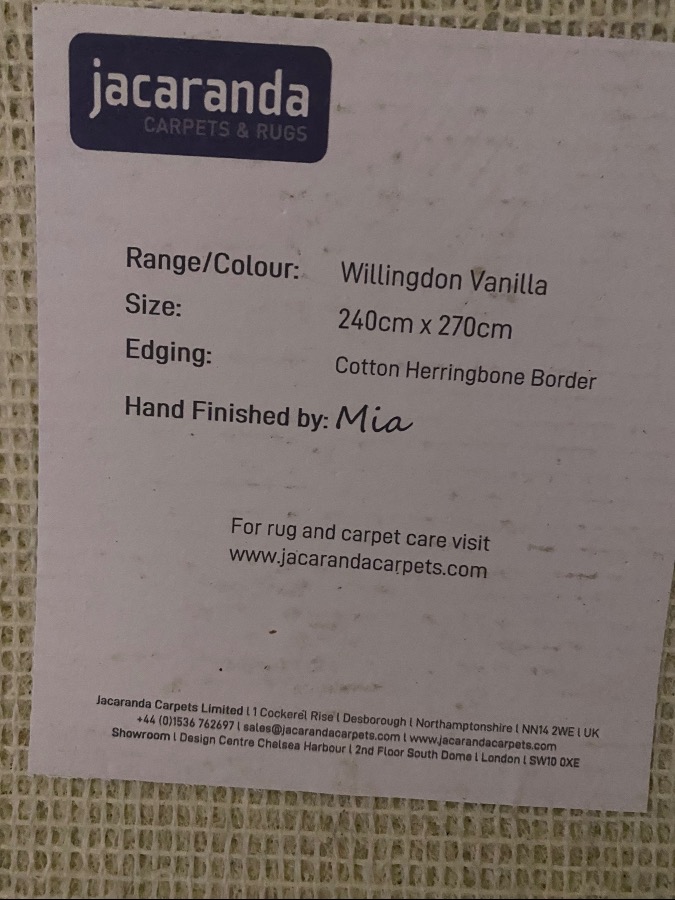 jacaranda
CARPETS & RUGS
Range/Colour: Willingdon Vanilla
Size: 240cm x 270cm
Edging: Cotton Herringbone Border
Hand Finished by: Mia
For rug and carpet care visit
www.jacarandacarpets.com
Jacaranda Carpets Limited | 1 Cockerel Rise | Desborough | Northamptonshire | NN14 2WE | UK
+44 (0)1536 762697 | sales@jacarandacarpets.com | www.jacarandacarpets.com
Showroom | Design Centre Chelsea Harbour | 2nd Floor South Dome | London | SW10 0XE